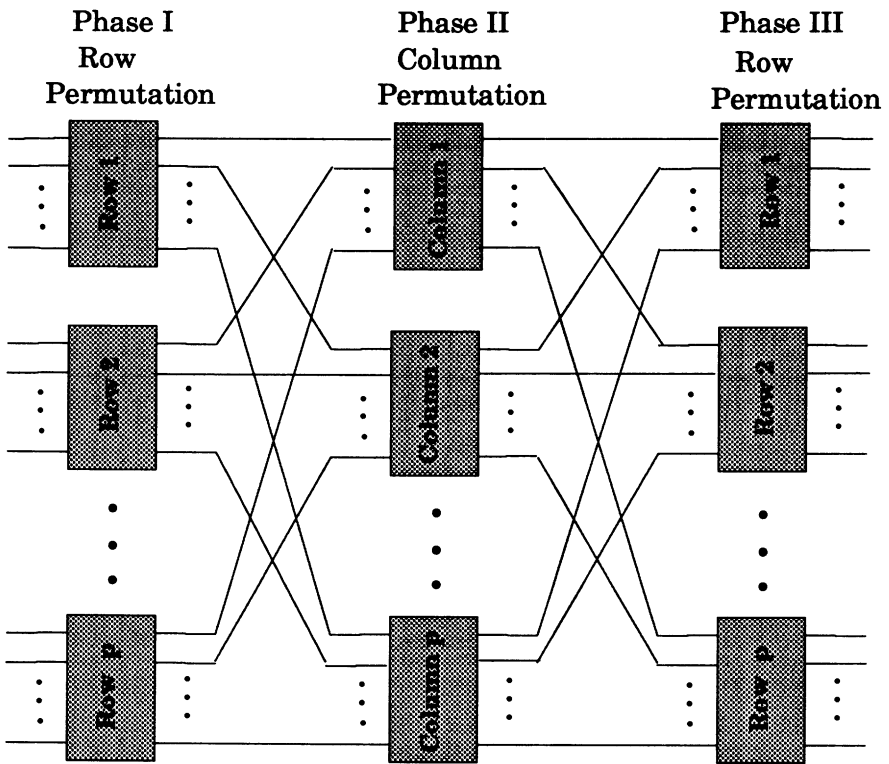 Phase I
Row
Permutation
Phase II
Column
Permutation
Phase III
Row
Permutation
Row 1
Column 1
Row 1
Row 2
Column 2
Row 2
Row p
Column p
Row p